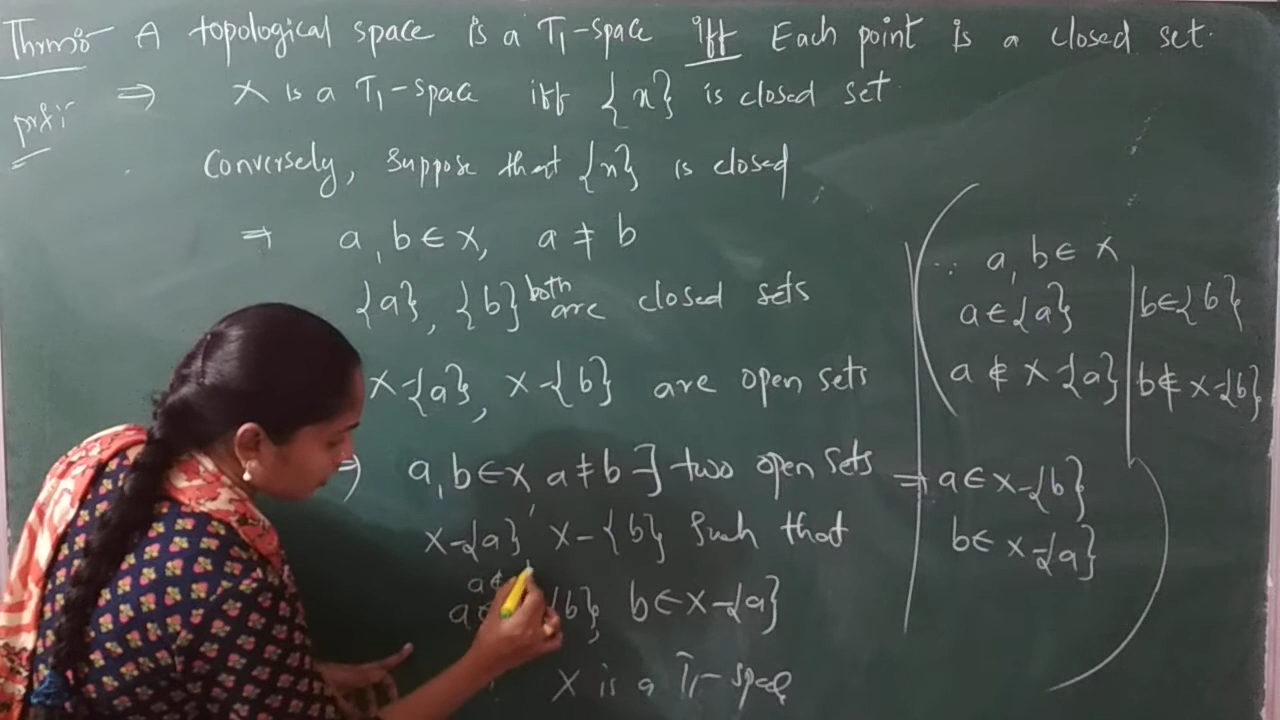 Thrm:- A topological space is a T1-space iff Each point is a closed set.
⇒ X is a T1-space iff {x} is closed set.
Conversely, Suppose that {x} is closed
⇒ a, b ∈ X, a ≠ b
{a}, {b} both are closed sets
X-{a}, X-{b} are open sets
⇒ a, b ∈ X, a ≠ b ∃ two open sets
X-{a}, X-{b} Such that
a∉
{b}, b ∈ X-{a}
X is a T1-space
∵ a, b ∈ X
a ∈ {a} b ∈ {b}
a ∉ X-{a} b ∉ X-{b}
⇒ a ∈ X-{b}
b ∈ X-{a}